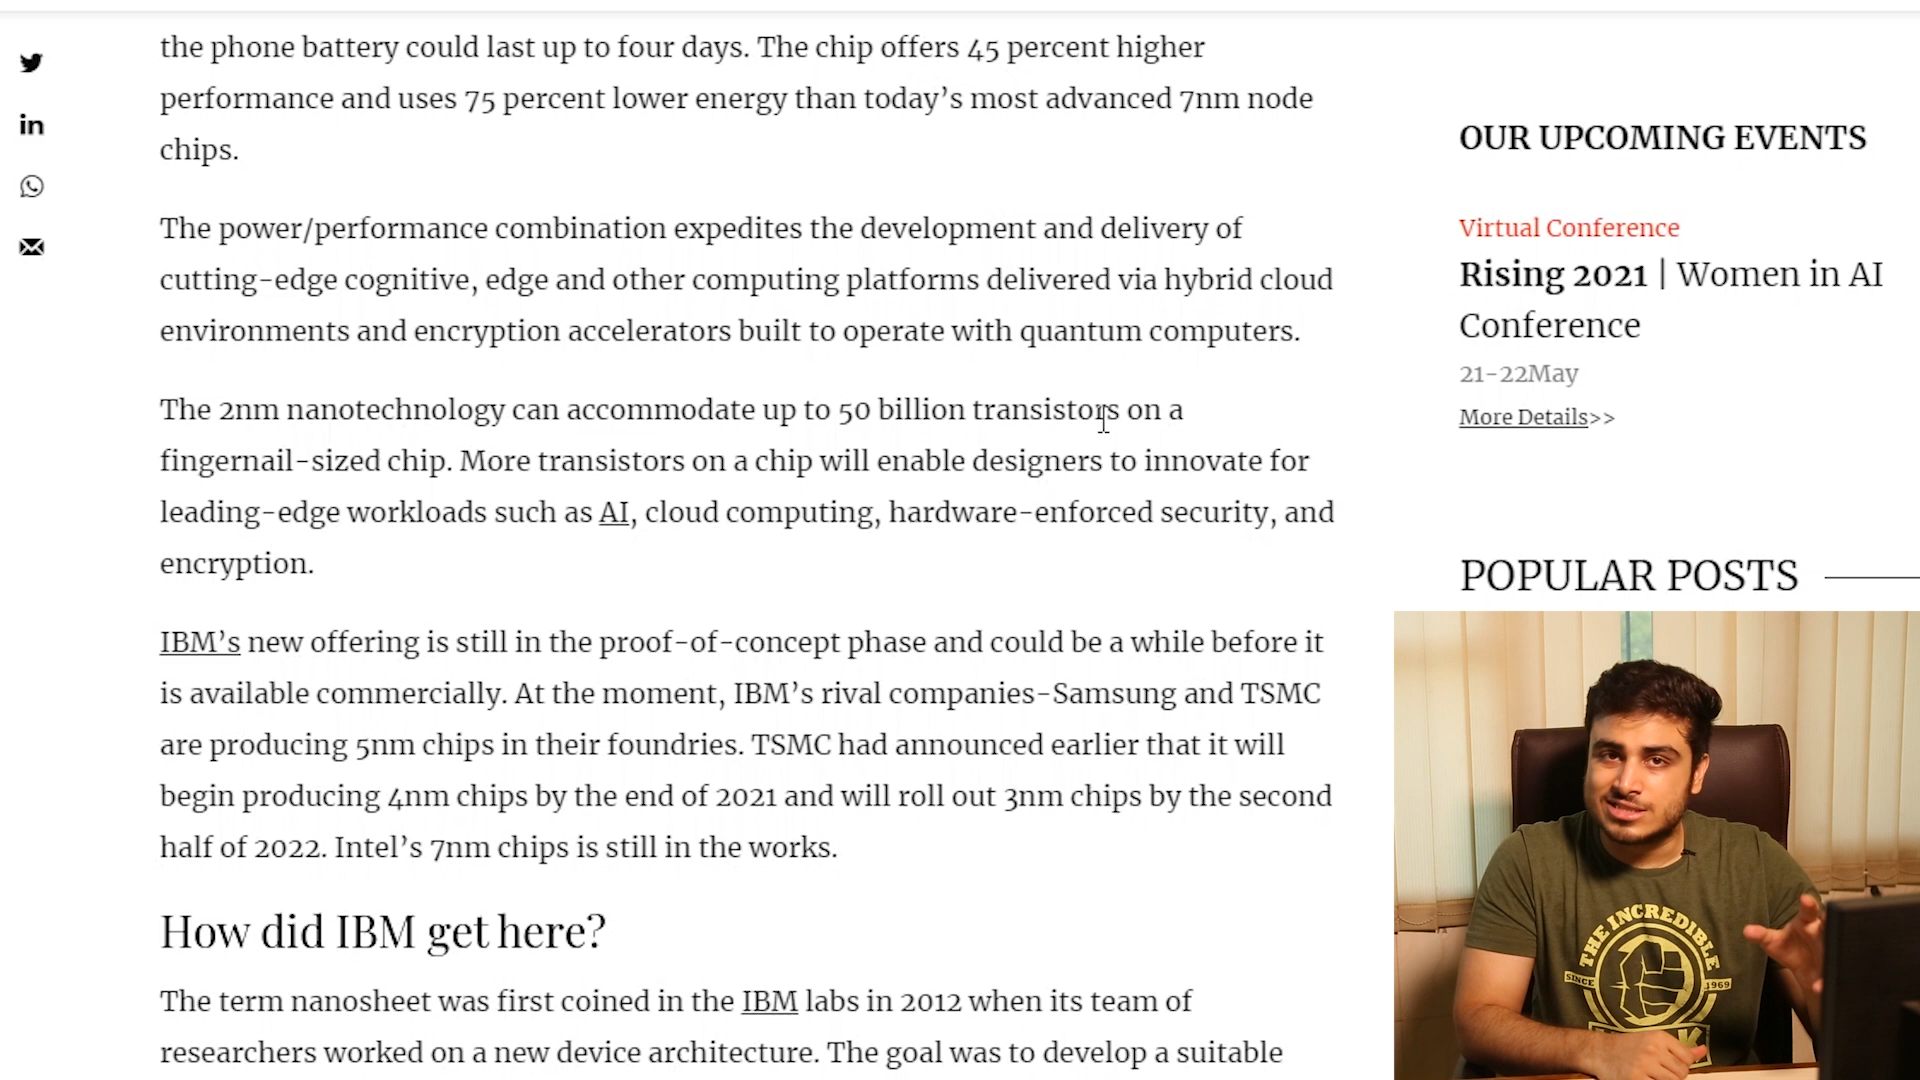 the phone battery could last up to four days. The chip offers 45 percent higher
performance and uses 75 percent lower energy than today’s most advanced 7nm node
chips.
The power/performance combination expedites the development and delivery of
cutting-edge cognitive, edge and other computing platforms delivered via hybrid cloud
environments and encryption accelerators built to operate with quantum computers.
The 2nm nanotechnology can accommodate up to 50 billion transistors on a
fingernail-sized chip. More transistors on a chip will enable designers to innovate for
leading-edge workloads such as AI, cloud computing, hardware-enforced security, and
encryption.
IBM’s new offering is still in the proof-of-concept phase and could be a while before it
is available commercially. At the moment, IBM’s rival companies-Samsung and TSMC
are producing 5nm chips in their foundries. TSMC had announced earlier that it will
begin producing 4nm chips by the end of 2021 and will roll out 3nm chips by the second
half of 2022. Intel’s 7nm chips is still in the works.
How did IBM get here?
The term nanosheet was first coined in the IBM labs in 2012 when its team of
researchers worked on a new device architecture. The goal was to develop a suitable
in
OUR UPCOMING EVENTS
Virtual Conference
Rising 2021 | Women in AI
Conference
21-22May
More Details>>
POPULAR POSTS
THE INCREDIBLE
SINCE 1969